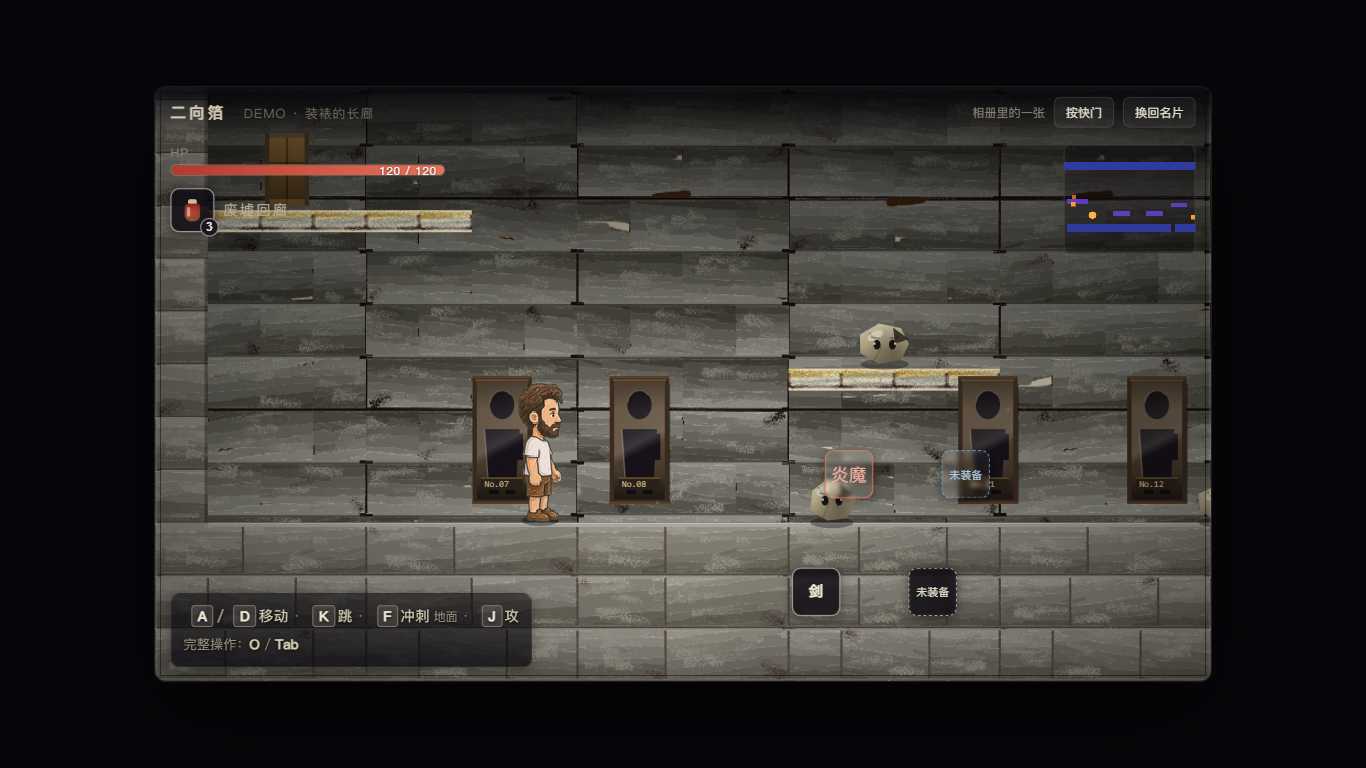 二向箔 DEMO · 装裱的长廊
相册里的一张 按快门 换回名片
HP
120 / 120
3 废墟回廊
炎魔 未装备
No.07 No.08 No.12
剑 未装备
A / D 移动 · K 跳 · F 冲刺 地面 · J 攻
完整操作: O / Tab